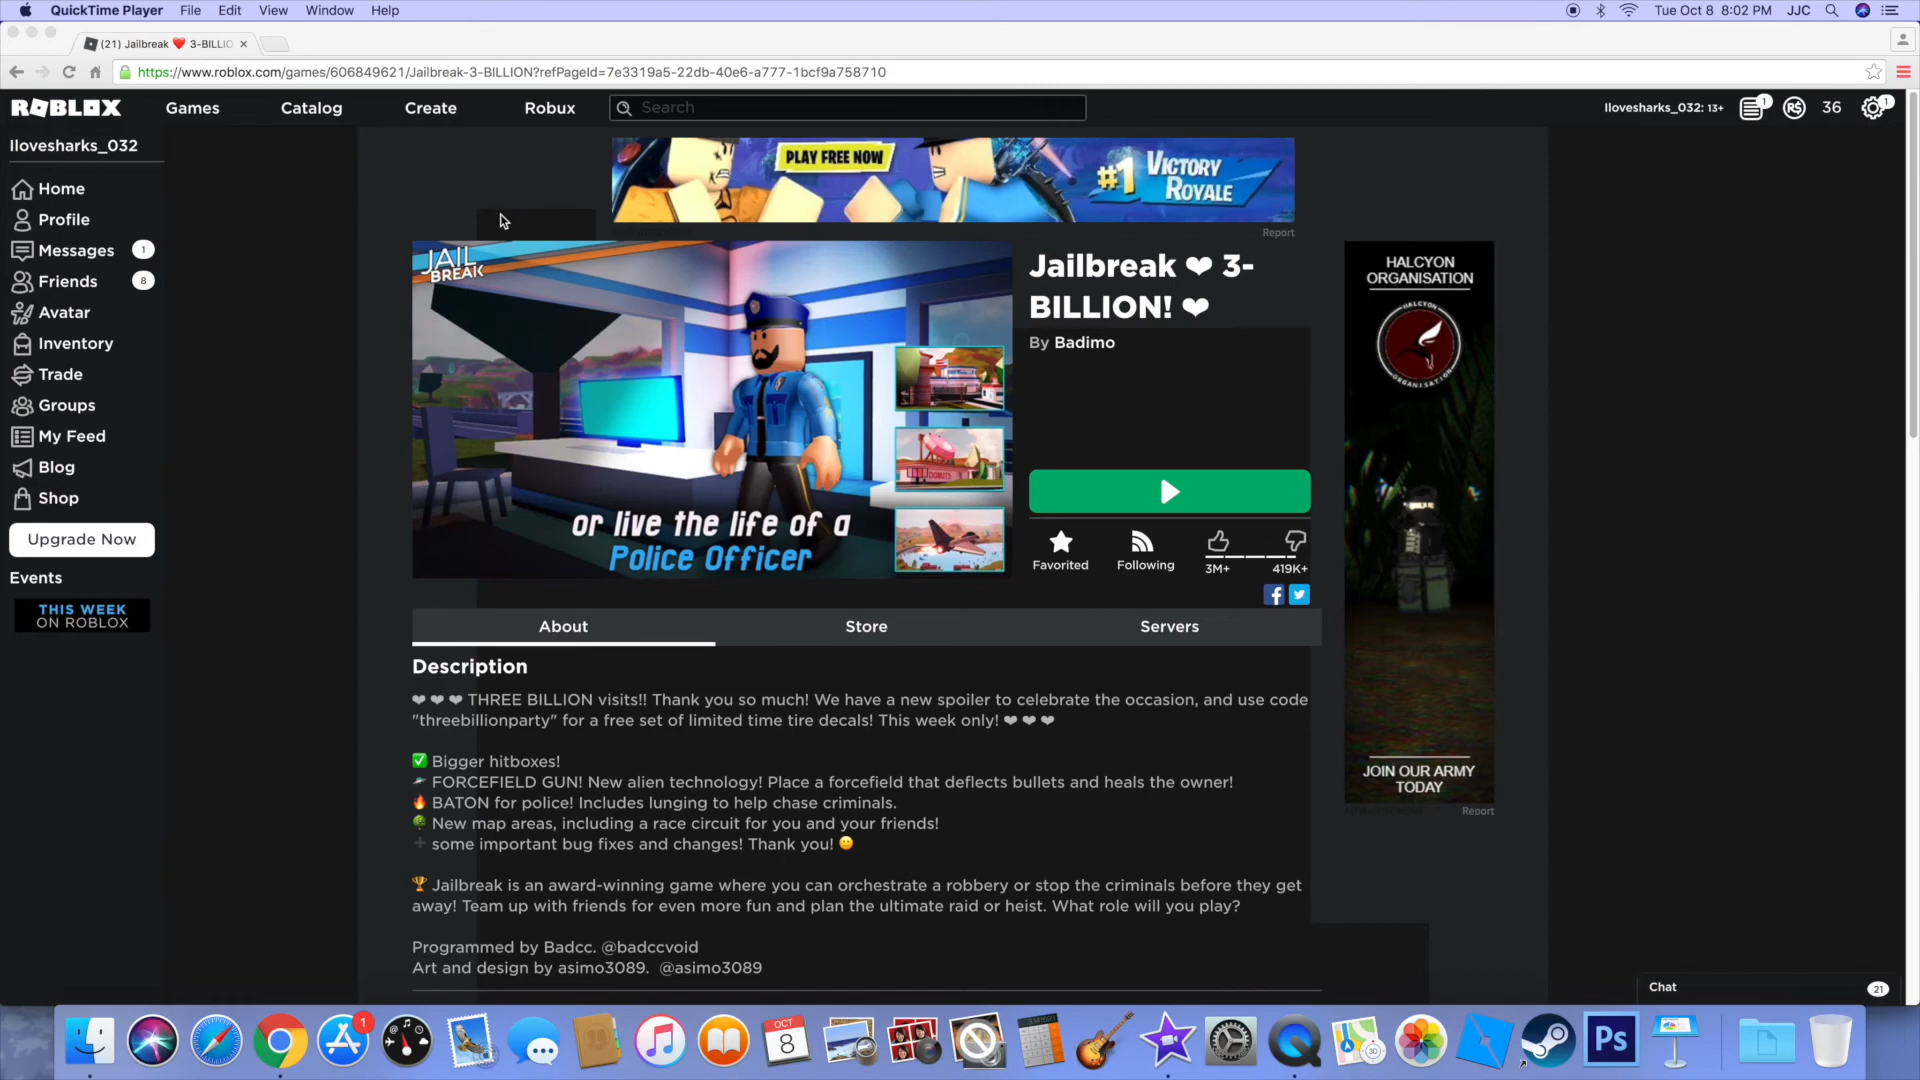 QuickTime Player File Edit View Window Help
Tue Oct 8 8:02 PM JJC
(21) Jailbreak ❤️ 3-BILLIO
https://www.roblox.com/games/606849621/Jailbreak-3-BILLION?refPageId=7e3319a5-22db-40e6-a777-1bcf9a758710
ROBLOX Games Catalog Create Robux Search Ilovesharks_032: 13+ 1 R$ 36 1
Ilovesharks_032
Home
Profile
Messages 1
Friends 8
Avatar
Inventory
Trade
Groups
My Feed
Blog
Shop
Upgrade Now
Events
THIS WEEK
ON ROBLOX
PLAY FREE NOW
#1 VICTORY
ROYALE
Report
JAIL
BREAK
DONUTS
or live the life of a
Police Officer
Jailbreak ❤ 3-
BILLION! ❤
By Badimo
Favorited
Following
3M+
419K+
HALCYON
ORGANISATION
HALCYON
ORGANISATION
JOIN OUR ARMY
TODAY
Report
About
Store
Servers
Description
❤ ❤ ❤ THREE BILLION visits!! Thank you so much! We have a new spoiler to celebrate the occasion, and use code
"threebillionparty" for a free set of limited time tire decals! This week only! ❤ ❤ ❤
✅ Bigger hitboxes!
🔫 FORCEFIELD GUN! New alien technology! Place a forcefield that deflects bullets and heals the owner!
🔥 BATON for police! Includes lunging to help chase criminals.
🌳 New map areas, including a race circuit for you and your friends!
➕ some important bug fixes and changes! Thank you! 🙂
🏆 Jailbreak is an award-winning game where you can orchestrate a robbery or stop the criminals before they get
away! Team up with friends for even more fun and plan the ultimate raid or heist. What role will you play?
Programmed by Badcc. @badccvoid
Art and design by asimo3089. @asimo3089
Chat 21
1
OCT
8
3D
Ps